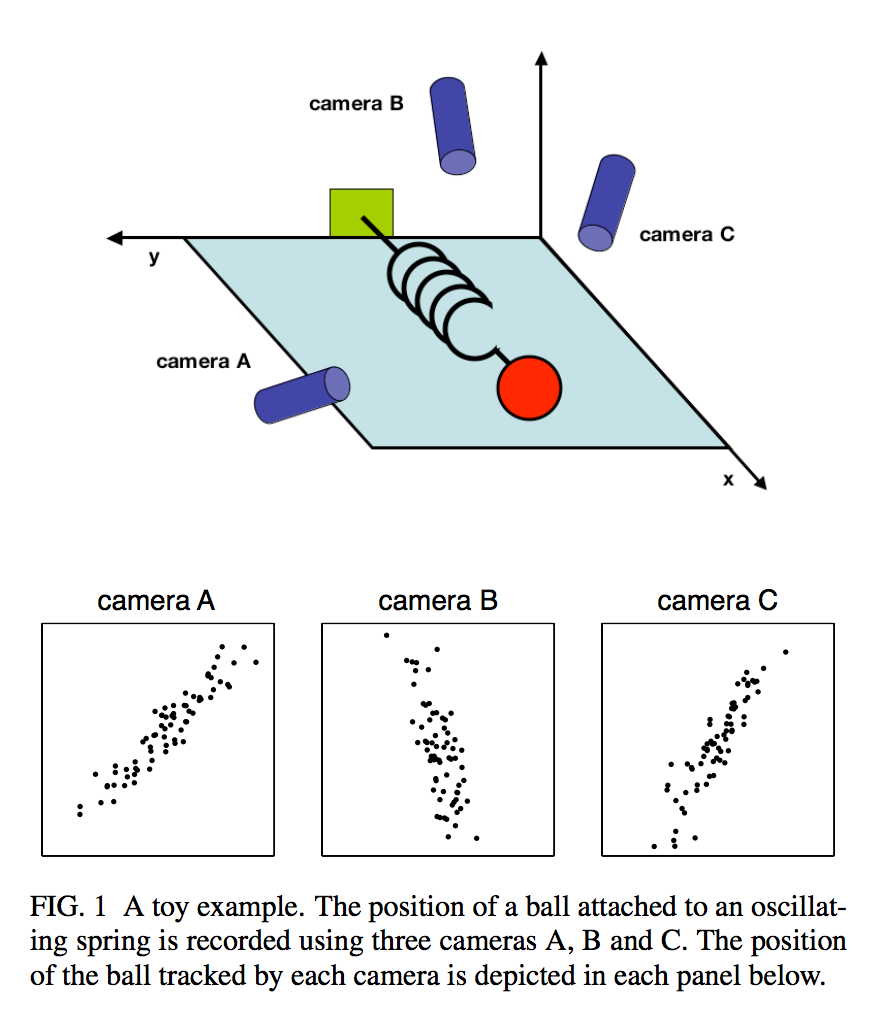 camera B
camera C
y
camera A
x
camera A camera B camera C
FIG. 1 A toy example. The position of a ball attached to an oscillat-
ing spring is recorded using three cameras A, B and C. The position
of the ball tracked by each camera is depicted in each panel below.